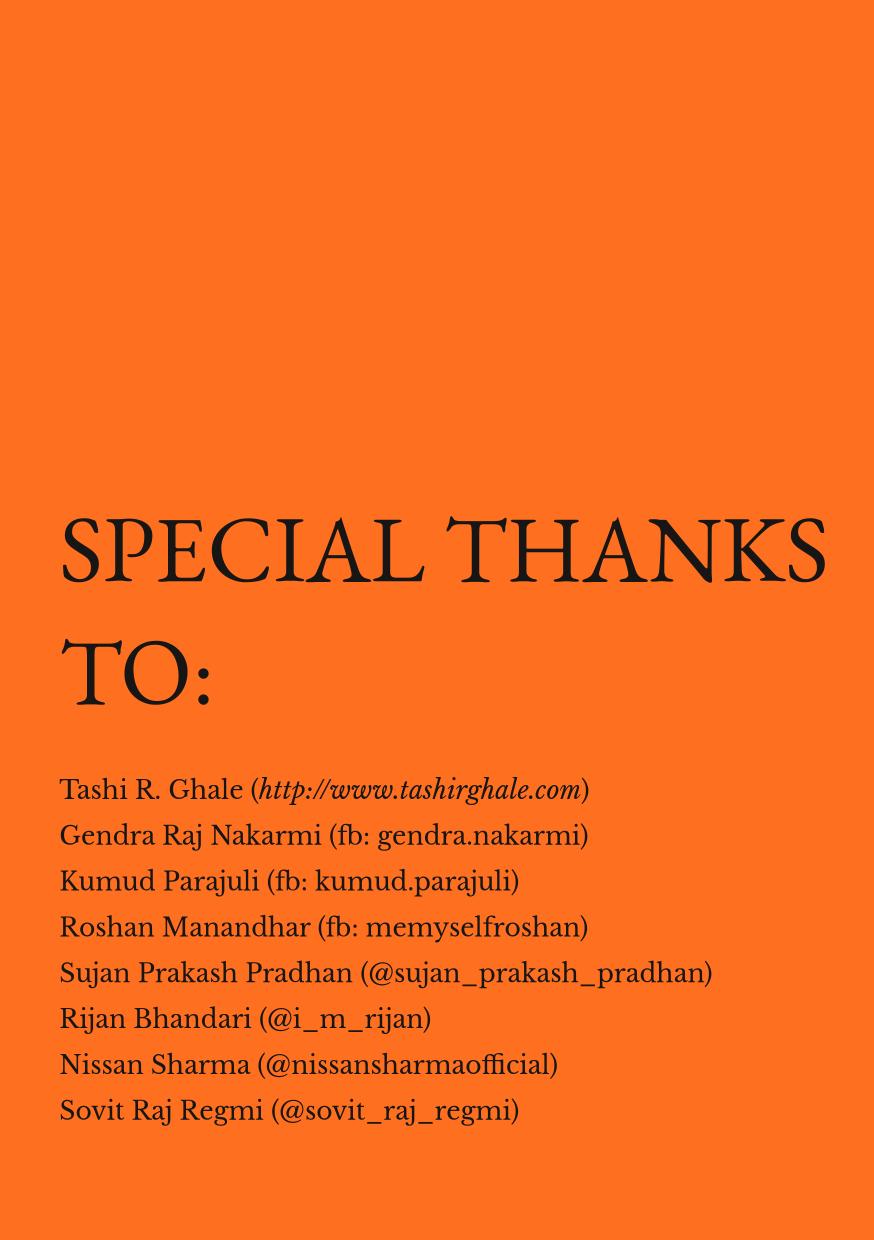 SPECIAL THANKS
TO:
Tashi R. Ghale (http://www.tashirghale.com)
Gendra Raj Nakarmi (fb: gendra.nakarmi)
Kumud Parajuli (fb: kumud.parajuli)
Roshan Manandhar (fb: memyselfroshan)
Sujan Prakash Pradhan (@sujan_prakash_pradhan)
Rijan Bhandari (@i_m_rijan)
Nissan Sharma (@nissansharmaofficial)
Sovit Raj Regmi (@sovit_raj_regmi)